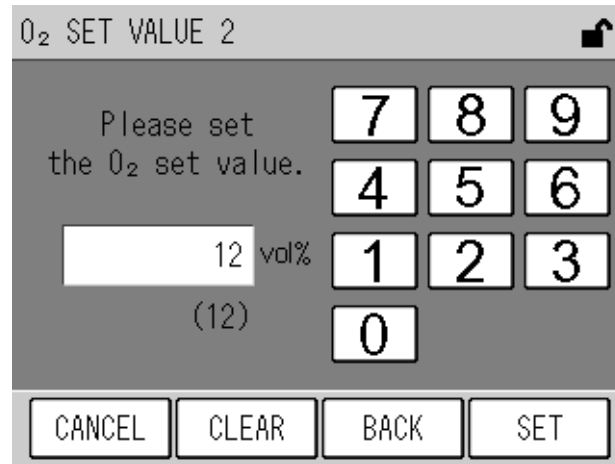 O₂ SET VALUE 2
Please set
the O₂ set value.
12 vol%
(12)
7 8 9
4 5 6
1 2 3
0
CANCEL CLEAR BACK SET